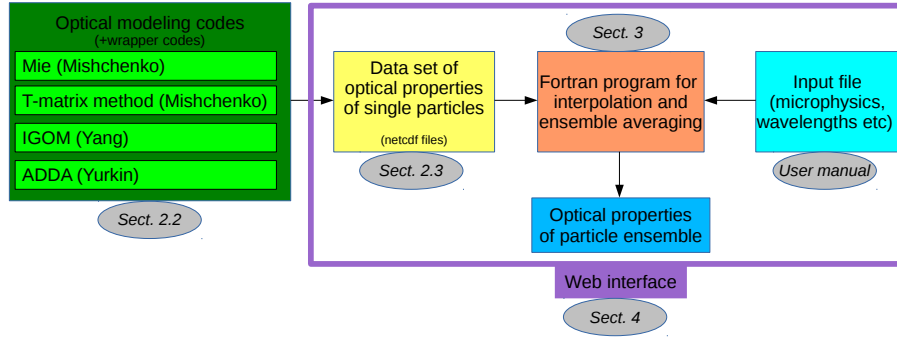 Optical modeling codes
(+wrapper codes)
Mie (Mishchenko)
T-matrix method (Mishchenko)
IGOM (Yang)
ADDA (Yurkin)
Sect. 2.2
Data set of
optical properties
of single particles
(netcdf files)
Sect. 2.3
Sect. 3
Fortran program for
interpolation and
ensemble averaging
Input file
(microphysics,
wavelengths etc)
User manual
Optical properties
of particle ensemble
Web interface
Sect. 4